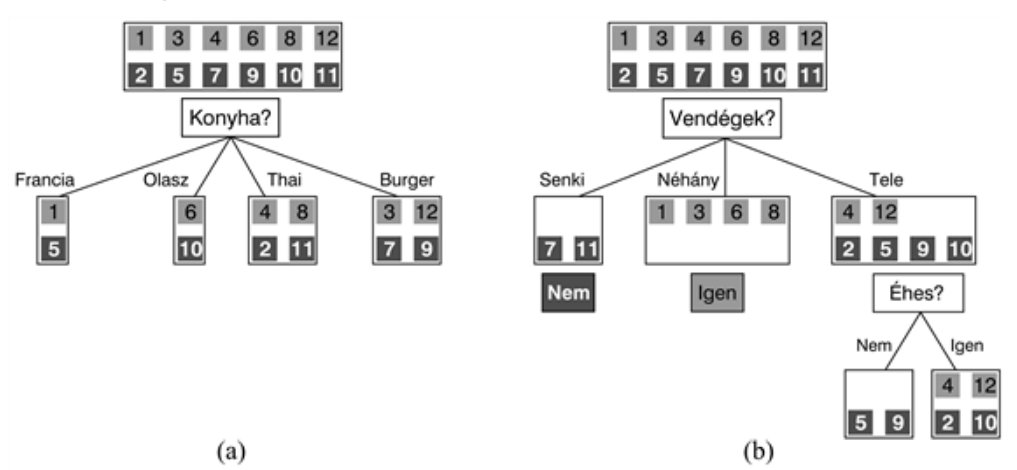 1 3 4 6 8 12
2 5 7 9 10 11
Konyha?
Francia Olasz Thai Burger
1 6 4 8 3 12
5 10 2 11 7 9
(a)
1 3 4 6 8 12
2 5 7 9 10 11
Vendégek?
Senki Néhány Tele
1 3 6 8 4 12
7 11 2 5 9 10
Nem Igen Éhes?
Nem Igen
4 12
5 9 2 10
(b)